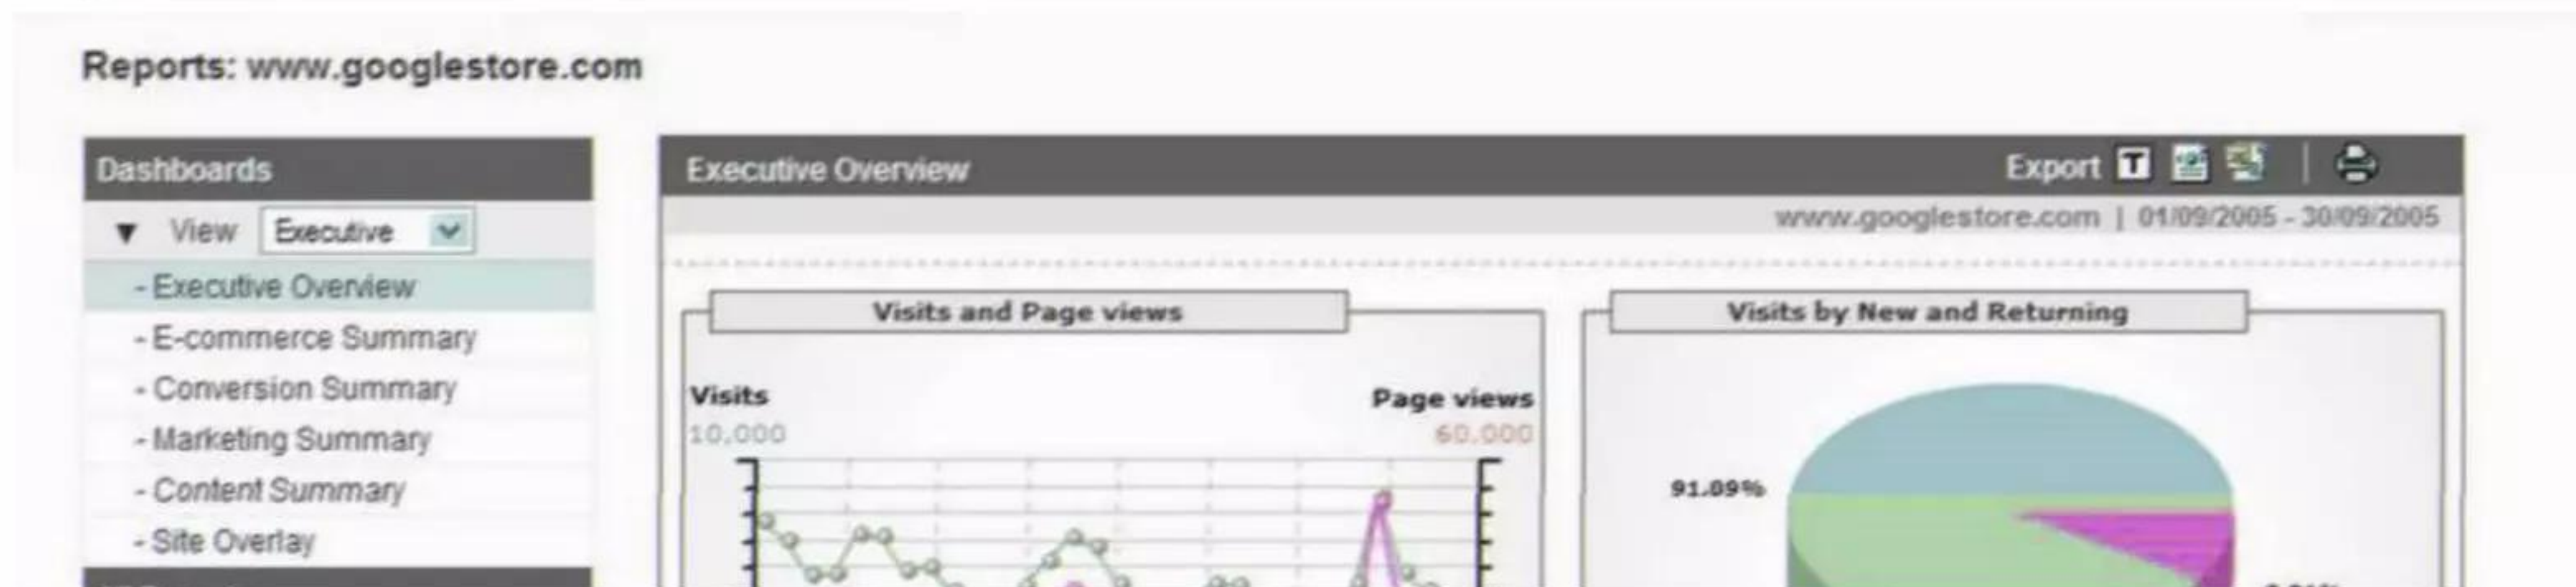 Reports: www.googlestore.com
Dashboards
View Executive
- Executive Overview
- E-commerce Summary
- Conversion Summary
- Marketing Summary
- Content Summary
- Site Overlay
Executive Overview
Export T
www.googlestore.com | 01/09/2005 - 30/09/2005
Visits and Page views
Visits
Page views
10,000
60,000
Visits by New and Returning
91.09%